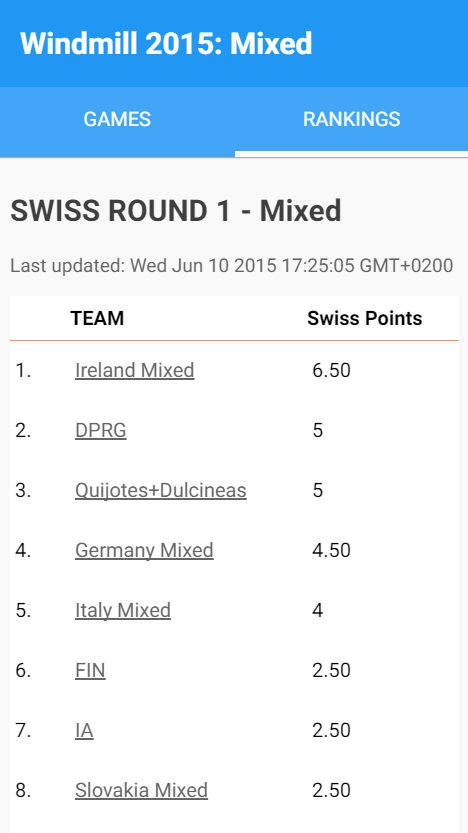 Windmill 2015: Mixed
GAMES RANKINGS
SWISS ROUND 1 - Mixed
Last updated: Wed Jun 10 2015 17:25:05 GMT+0200
TEAM Swiss Points
1. Ireland Mixed 6.50
2. DPRG 5
3. Quijotes+Dulcineas 5
4. Germany Mixed 4.50
5. Italy Mixed 4
6. FIN 2.50
7. IA 2.50
8. Slovakia Mixed 2.50